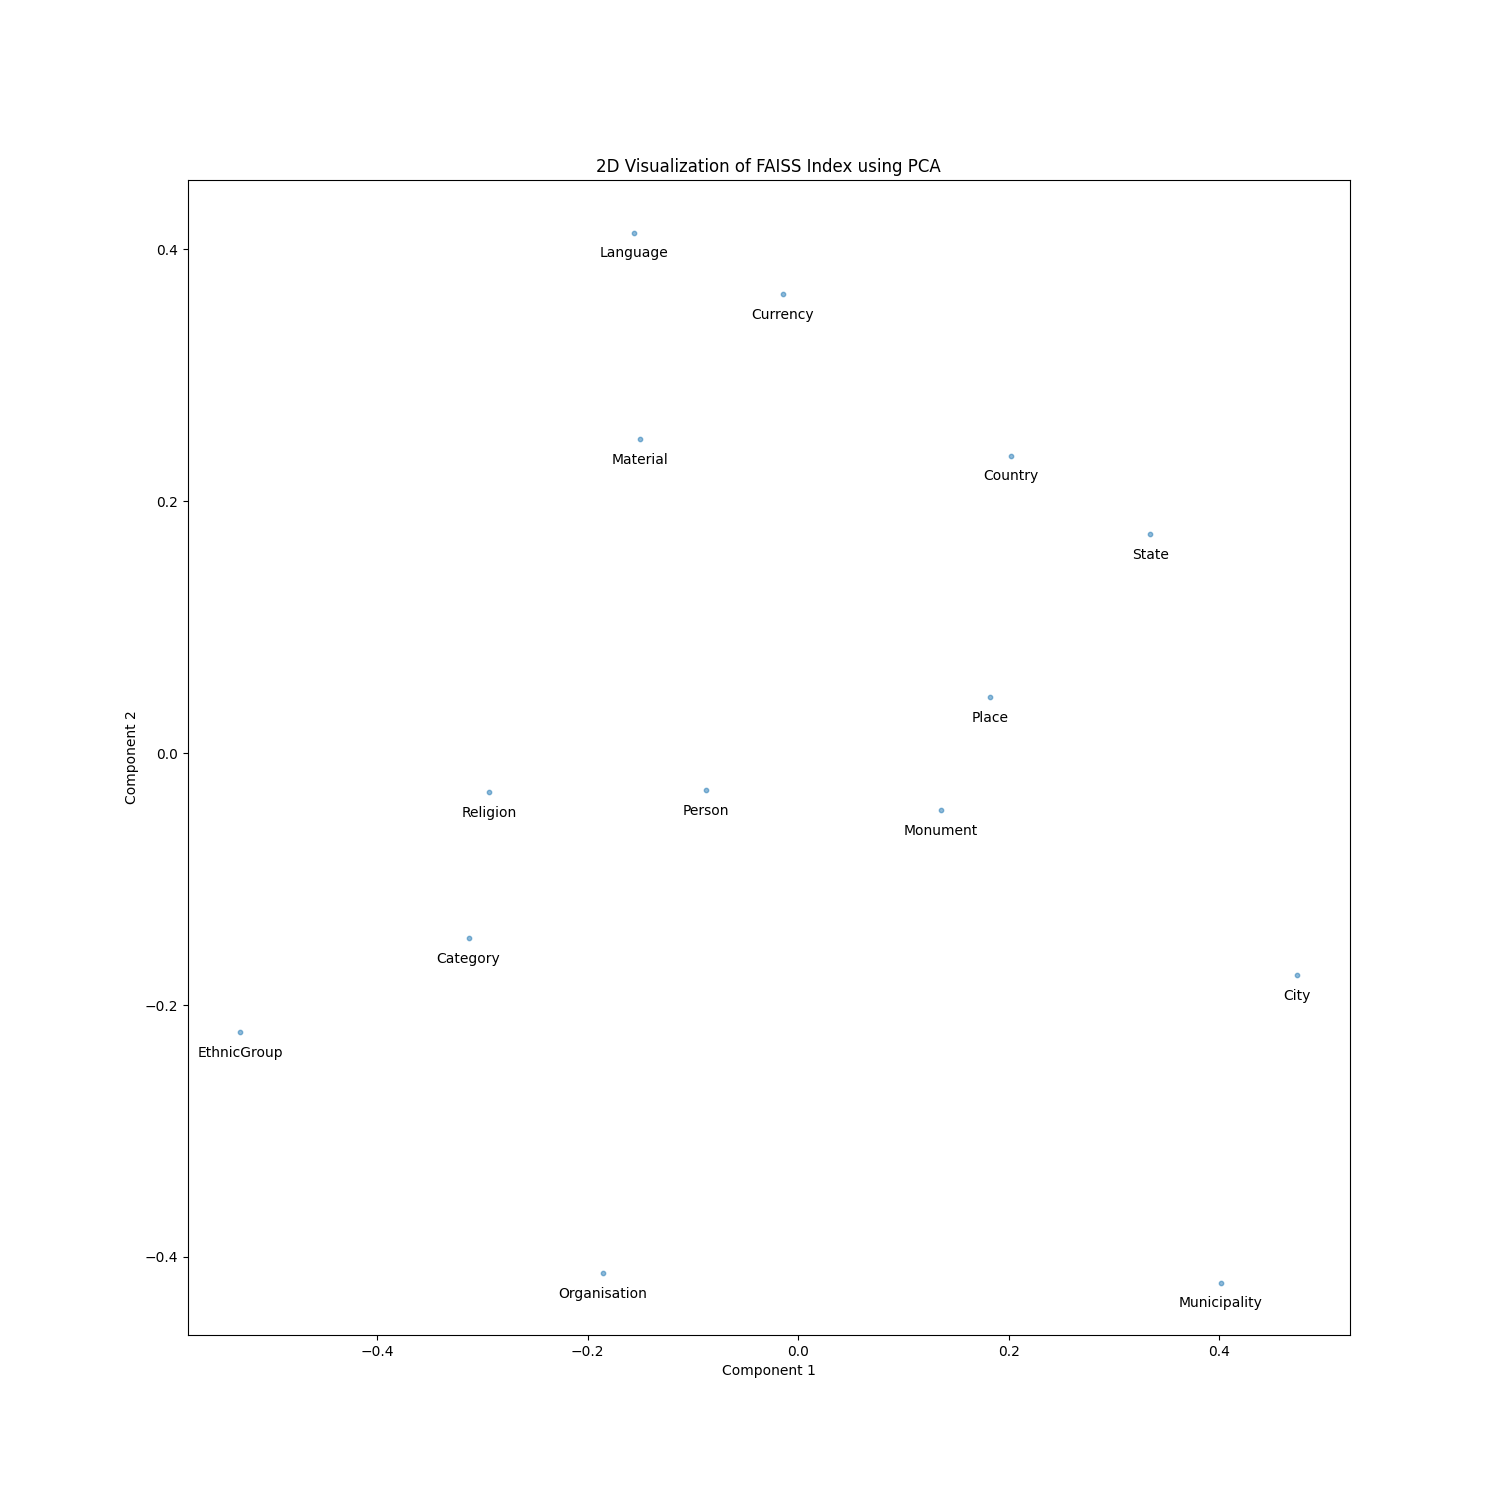 2D Visualization of FAISS Index using PCA
0.4
Language
Currency
Material
Country
0.2
State
Place
Component 2
0.0
Religion
Person
Monument
Category
City
−0.2
EthnicGroup
−0.4
Organisation
Municipality
−0.4
−0.2
0.0
0.2
0.4
Component 1